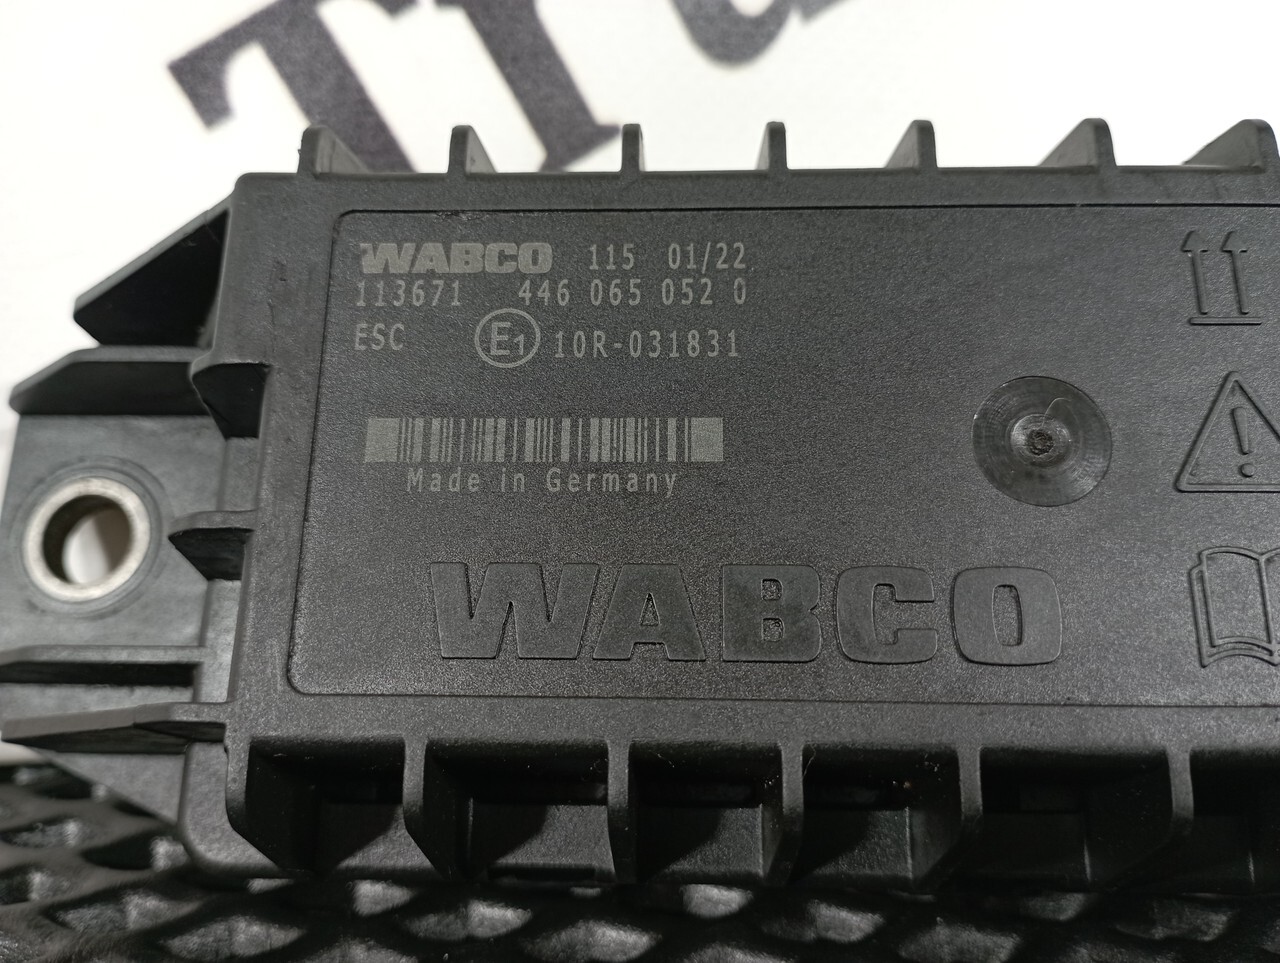 WABCO 115 01/22
113671 446 065 052 0
ESC E1 10R-031831
Made in Germany
WABCO